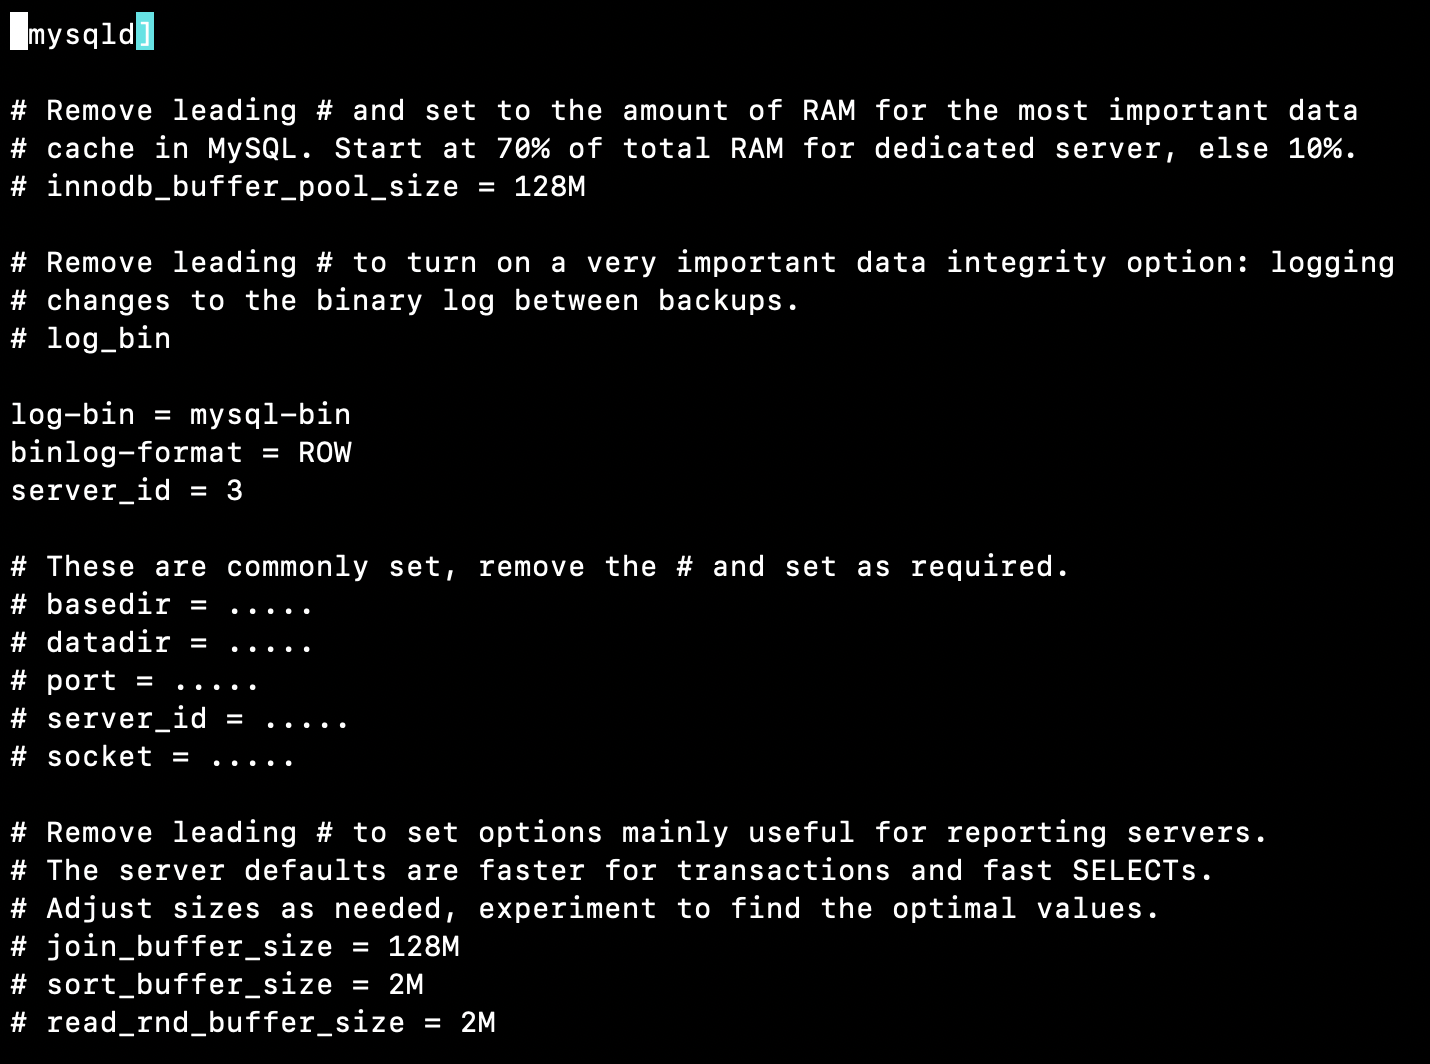 [mysqld]
# Remove leading # and set to the amount of RAM for the most important data
# cache in MySQL. Start at 70% of total RAM for dedicated server, else 10%.
# innodb_buffer_pool_size = 128M
# Remove leading # to turn on a very important data integrity option: logging
# changes to the binary log between backups.
# log_bin
log-bin = mysql-bin
binlog-format = ROW
server_id = 3
# These are commonly set, remove the # and set as required.
# basedir = .....
# datadir = .....
# port = .....
# server_id = .....
# socket = .....
# Remove leading # to set options mainly useful for reporting servers.
# The server defaults are faster for transactions and fast SELECTs.
# Adjust sizes as needed, experiment to find the optimal values.
# join_buffer_size = 128M
# sort_buffer_size = 2M
# read_rnd_buffer_size = 2M